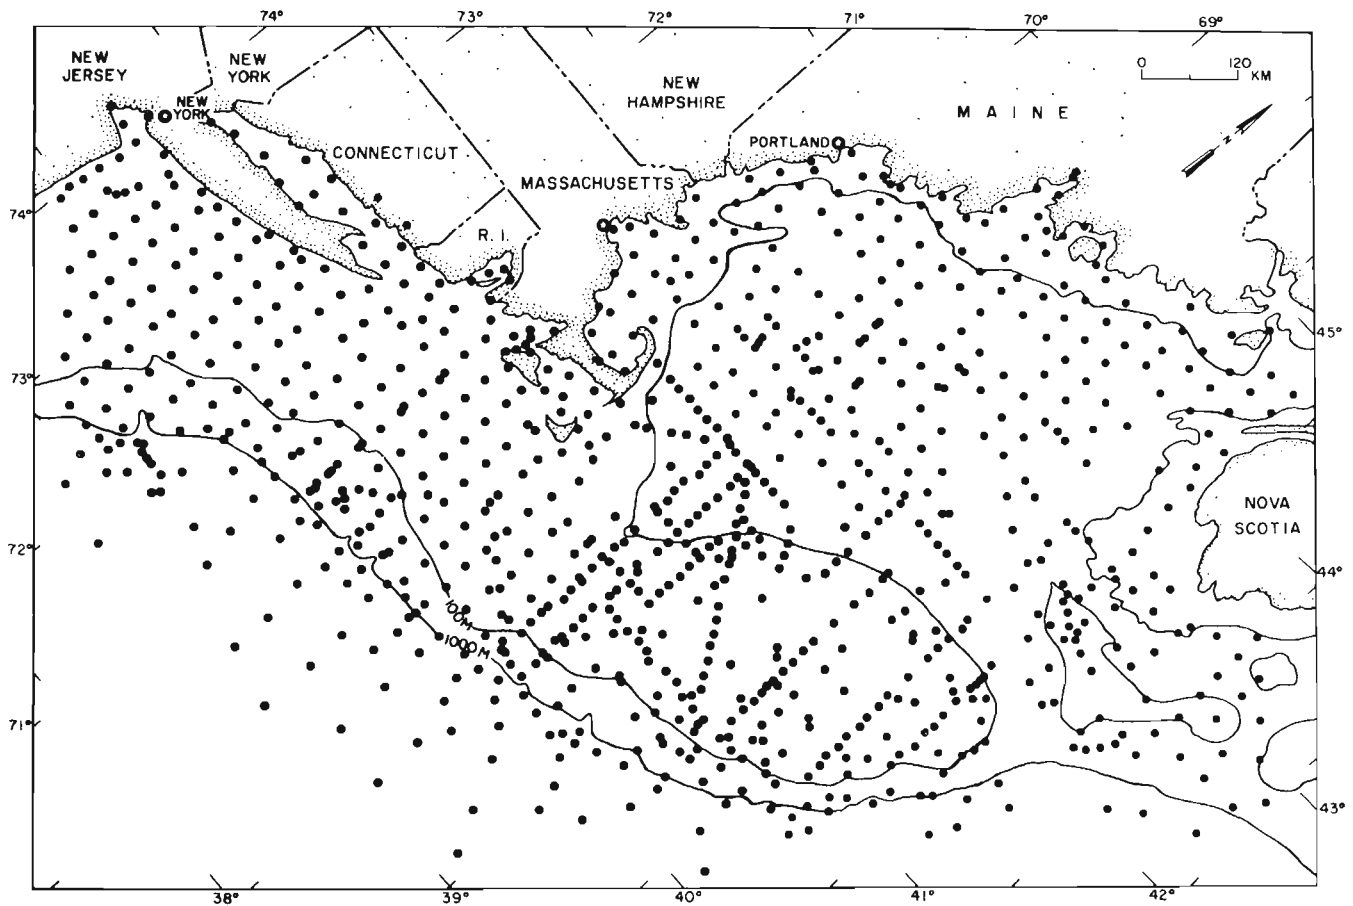 74° 73° 72° 71° 70° 69°
NEW JERSEY
NEW YORK
NEW YORK
CONNECTICUT
R. I.
MASSACHUSETTS
NEW HAMPSHIRE
PORTLAND
MAINE
0 120 KM
N
74°
73°
72°
71°
45°
44°
43°
NOVA SCOTIA
100M
1000M
38° 39° 40° 41° 42°